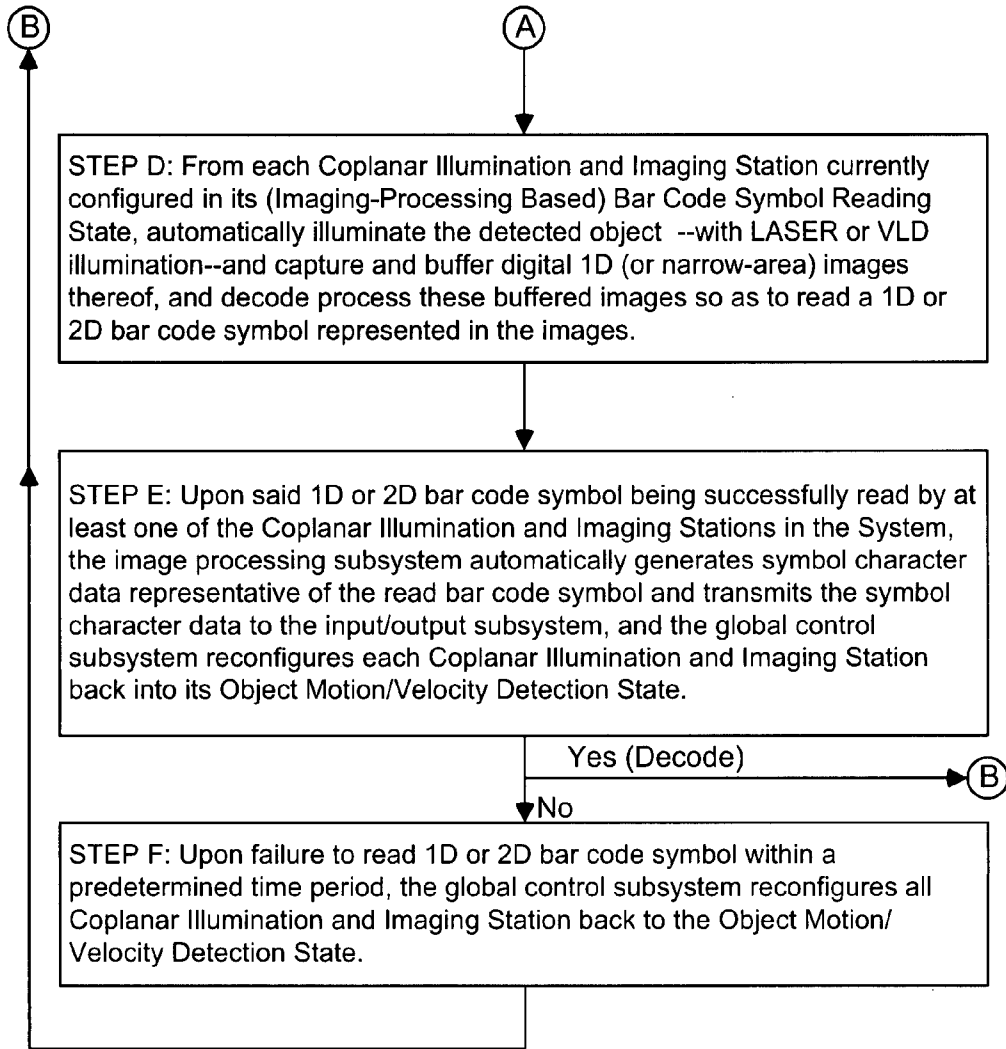 B
A
STEP D: From each Coplanar Illumination and Imaging Station currently
configured in its (Imaging-Processing Based) Bar Code Symbol Reading
State, automatically illuminate the detected object --with LASER or VLD
illumination--and capture and buffer digital 1D (or narrow-area) images
thereof, and decode process these buffered images so as to read a 1D or
2D bar code symbol represented in the images.
STEP E: Upon said 1D or 2D bar code symbol being successfully read by at
least one of the Coplanar Illumination and Imaging Stations in the System,
the image processing subsystem automatically generates symbol character
data representative of the read bar code symbol and transmits the symbol
character data to the input/output subsystem, and the global control
subsystem reconfigures each Coplanar Illumination and Imaging Station
back into its Object Motion/Velocity Detection State.
Yes (Decode)
B
No
STEP F: Upon failure to read 1D or 2D bar code symbol within a
predetermined time period, the global control subsystem reconfigures all
Coplanar Illumination and Imaging Station back to the Object Motion/
Velocity Detection State.